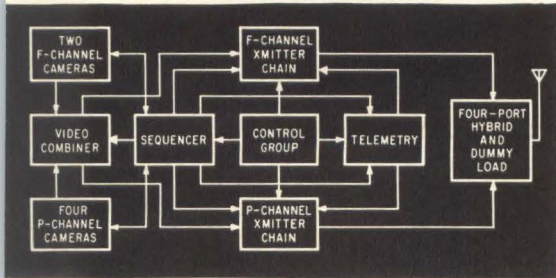 TWO
F-CHANNEL
CAMERAS
F-CHANNEL
XMITTER
CHAIN
VIDEO
COMBINER
SEQUENCER
CONTROL
GROUP
TELEMETRY
FOUR-PORT
HYBRID
AND
DUMMY
LOAD
FOUR
P-CHANNEL
CAMERAS
P-CHANNEL
XMITTER
CHAIN